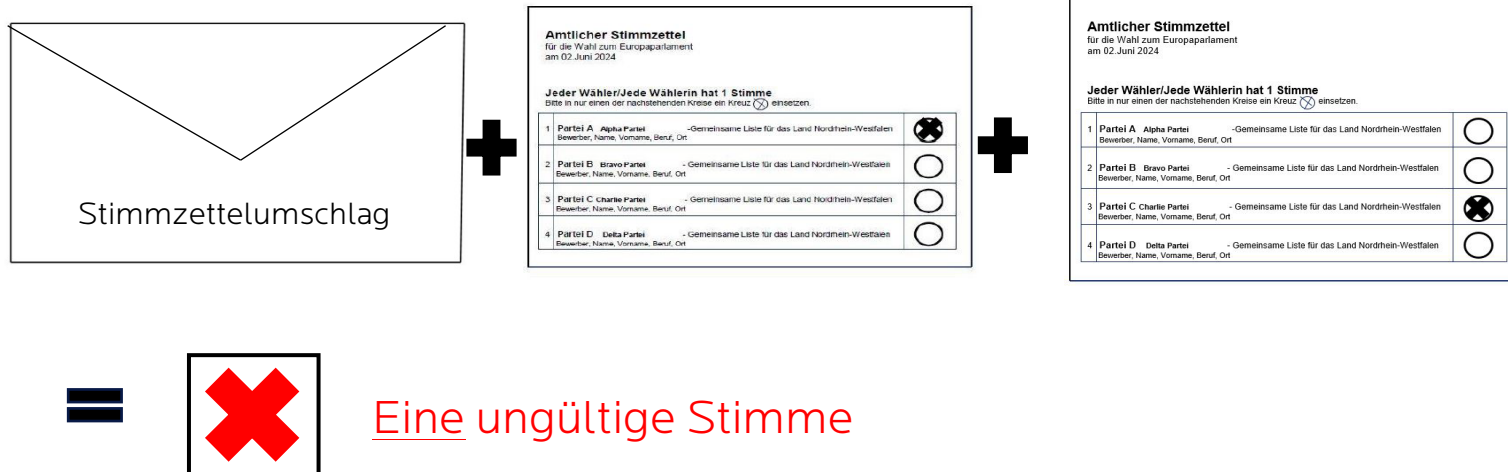 Stimmzettelumschlag
Amtlicher Stimmzettel
für die Wahl zum Europaparlament
am 02.Juni 2024
Jeder Wähler/Jede Wählerin hat 1 Stimme
Bitte in nur einen der nachstehenden Kreise ein Kreuz einsetzen.
1 Partei A Alpha Partei -Gemeinsame Liste für das Land Nordrhein-Westfalen
Bewerber, Name, Vorname, Beruf, Ort
2 Partei B Bravo Partei - Gemeinsame Liste für das Land Nordrhein-Westfalen
Bewerber, Name, Vorname, Beruf, Ort
3 Partei C Charlie Partei - Gemeinsame Liste für das Land Nordrhein-Westfalen
Bewerber, Name, Vorname, Beruf, Ort
4 Partei D Delta Partei - Gemeinsame Liste für das Land Nordrhein-Westfalen
Bewerber, Name, Vorname, Beruf, Ort
Amtlicher Stimmzettel
für die Wahl zum Europaparlament
am 02.Juni 2024
Jeder Wähler/Jede Wählerin hat 1 Stimme
Bitte in nur einen der nachstehenden Kreise ein Kreuz einsetzen.
1 Partei A Alpha Partei -Gemeinsame Liste für das Land Nordrhein-Westfalen
Bewerber, Name, Vorname, Beruf, Ort
2 Partei B Bravo Partei - Gemeinsame Liste für das Land Nordrhein-Westfalen
Bewerber, Name, Vorname, Beruf, Ort
3 Partei C Charlie Partei - Gemeinsame Liste für das Land Nordrhein-Westfalen
Bewerber, Name, Vorname, Beruf, Ort
4 Partei D Delta Partei - Gemeinsame Liste für das Land Nordrhein-Westfalen
Bewerber, Name, Vorname, Beruf, Ort
Eine ungültige Stimme